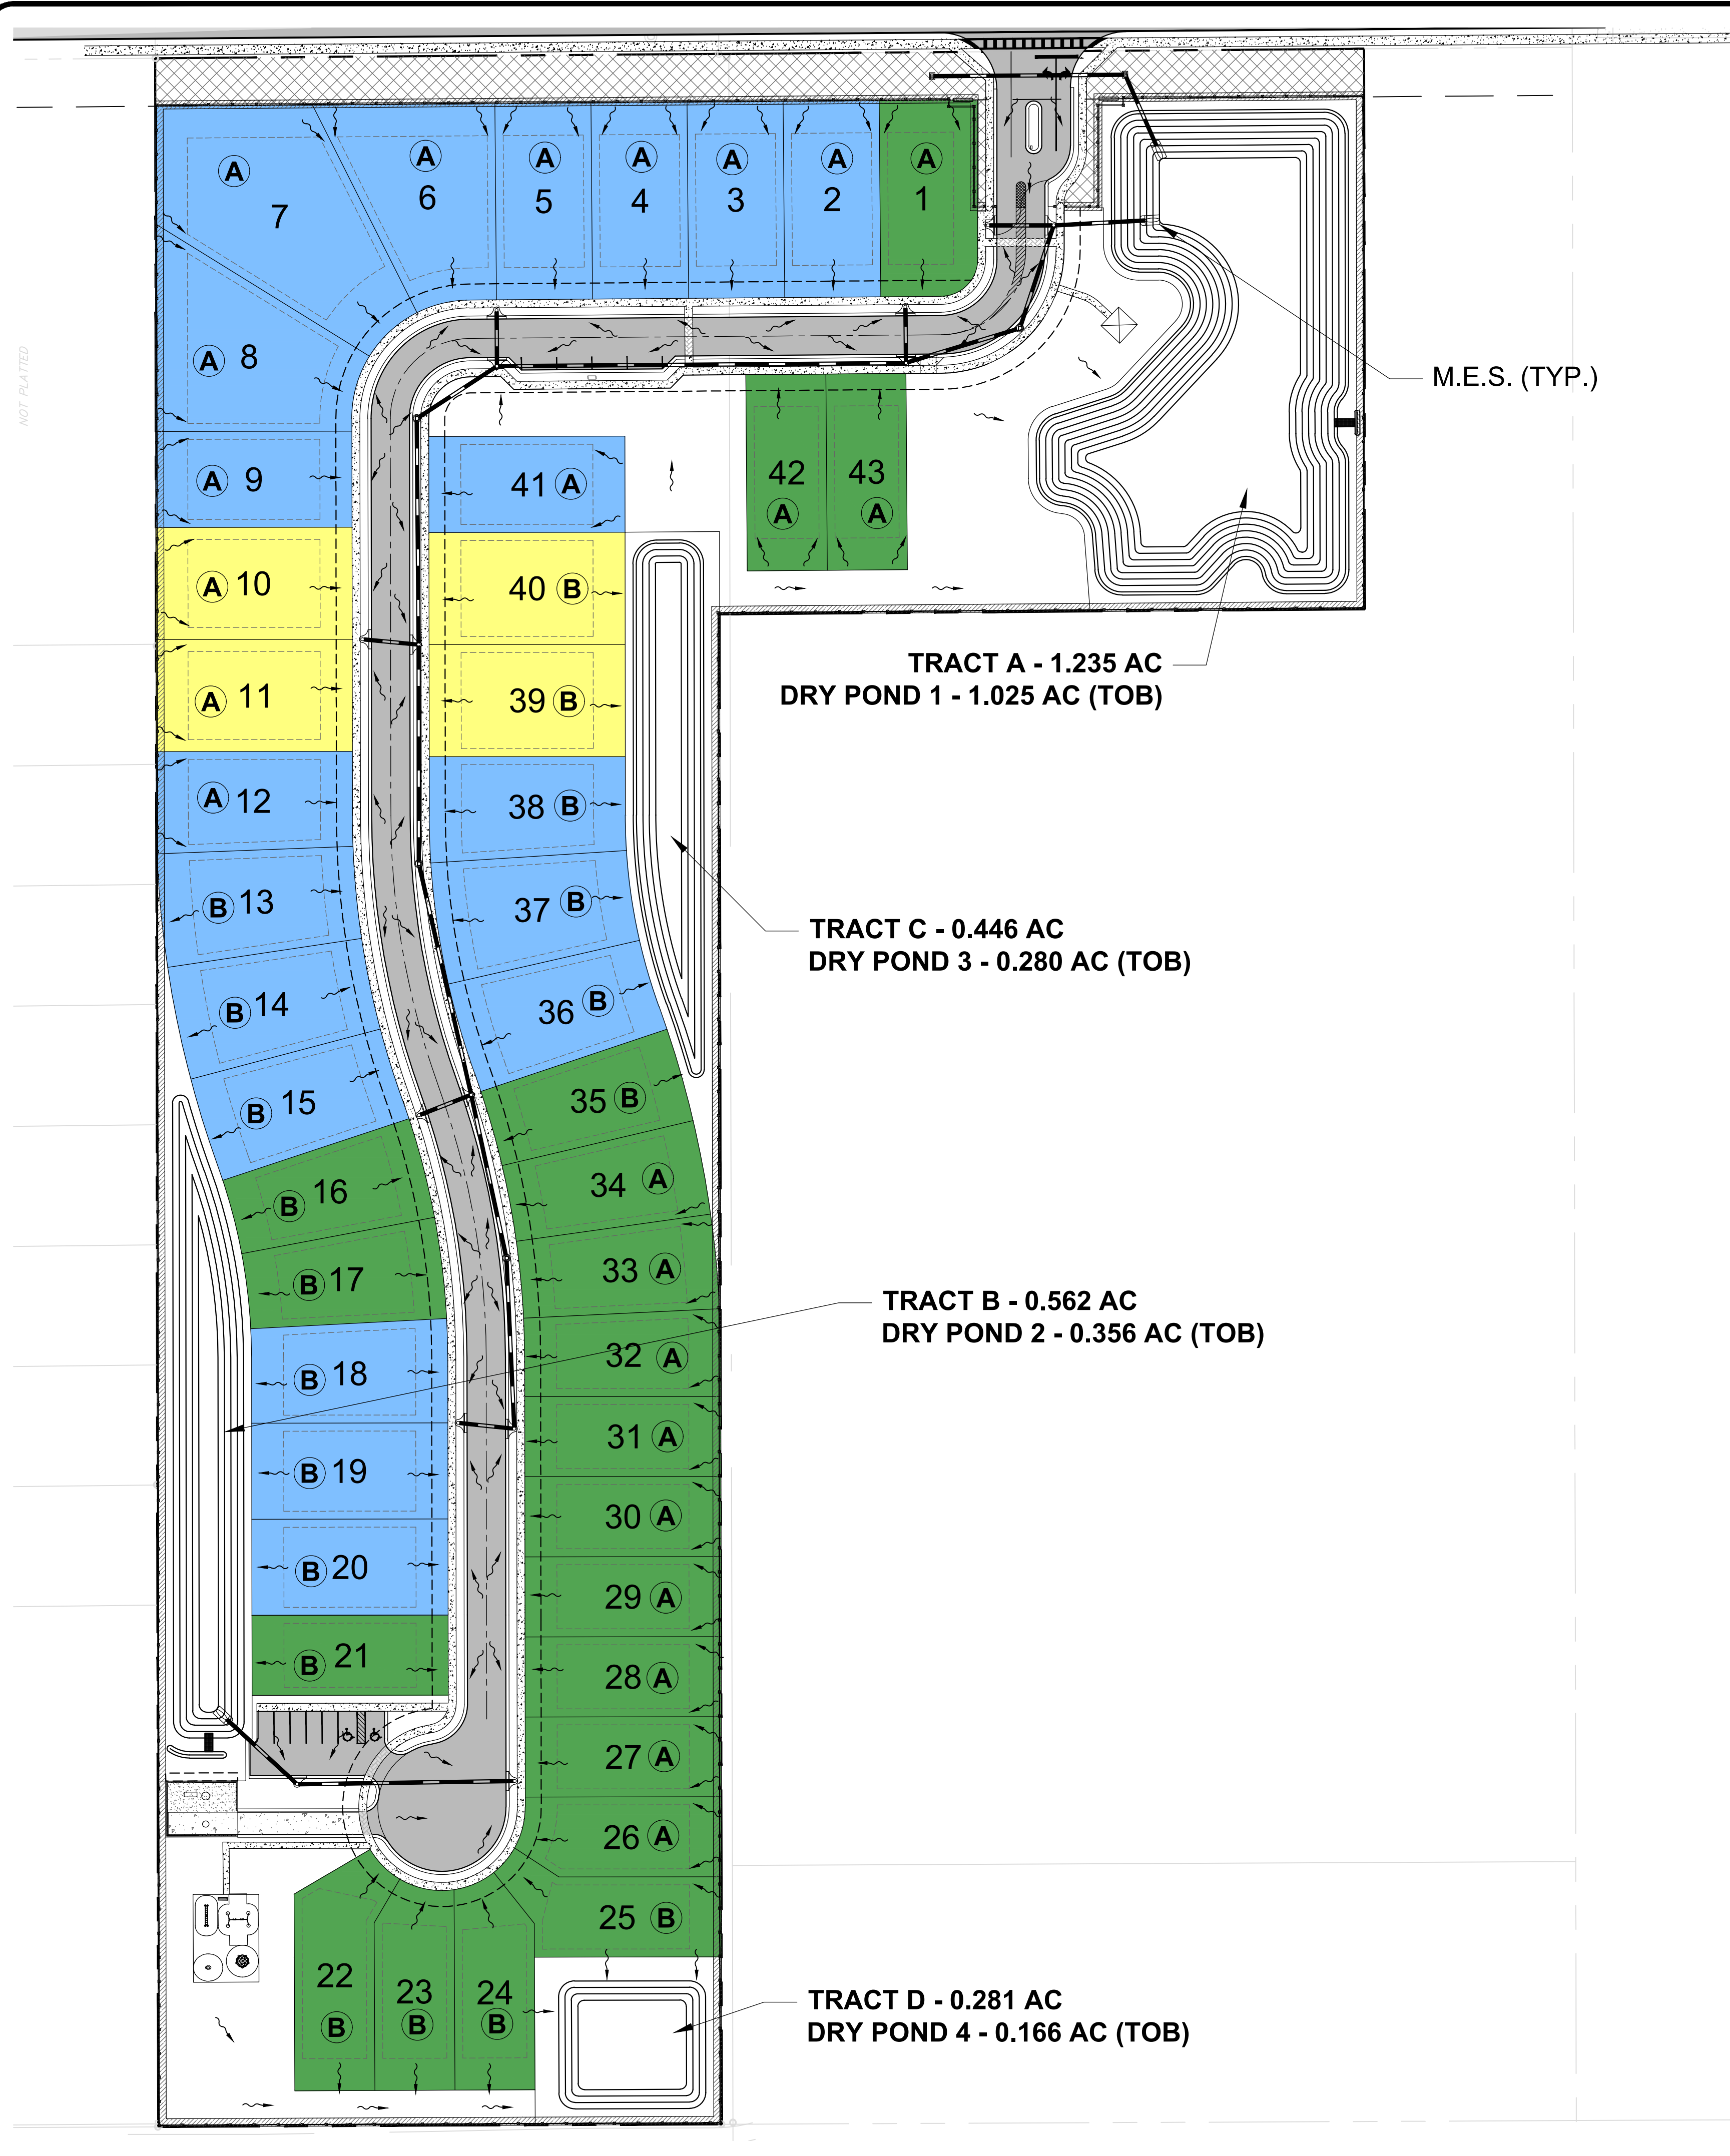 A
6
A
5
A
4
A
3
A
2
A
1
A
7
A 8
NOT PLATTED
M.E.S. (TYP.)
A 9
41 A
42
A
43
A
A 10
40 B
TRACT A - 1.235 AC
DRY POND 1 - 1.025 AC (TOB)
A 11
39 B
A 12
38 B
B 13
37 B
TRACT C - 0.446 AC
DRY POND 3 - 0.280 AC (TOB)
B 14
36 B
B 15
35 B
B 16
34 A
B 17
33 A
TRACT B - 0.562 AC
DRY POND 2 - 0.356 AC (TOB)
B 18
32 A
B 19
31 A
30 A
B 20
29 A
B 21
28 A
27 A
26 A
25 B
22
B
23
B
24
B
TRACT D - 0.281 AC
DRY POND 4 - 0.166 AC (TOB)